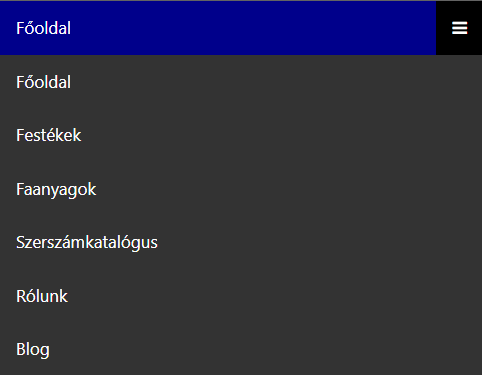 Főoldal
Főoldal
Festékek
Faanyagok
Szerszámkatalógus
Rólunk
Blog